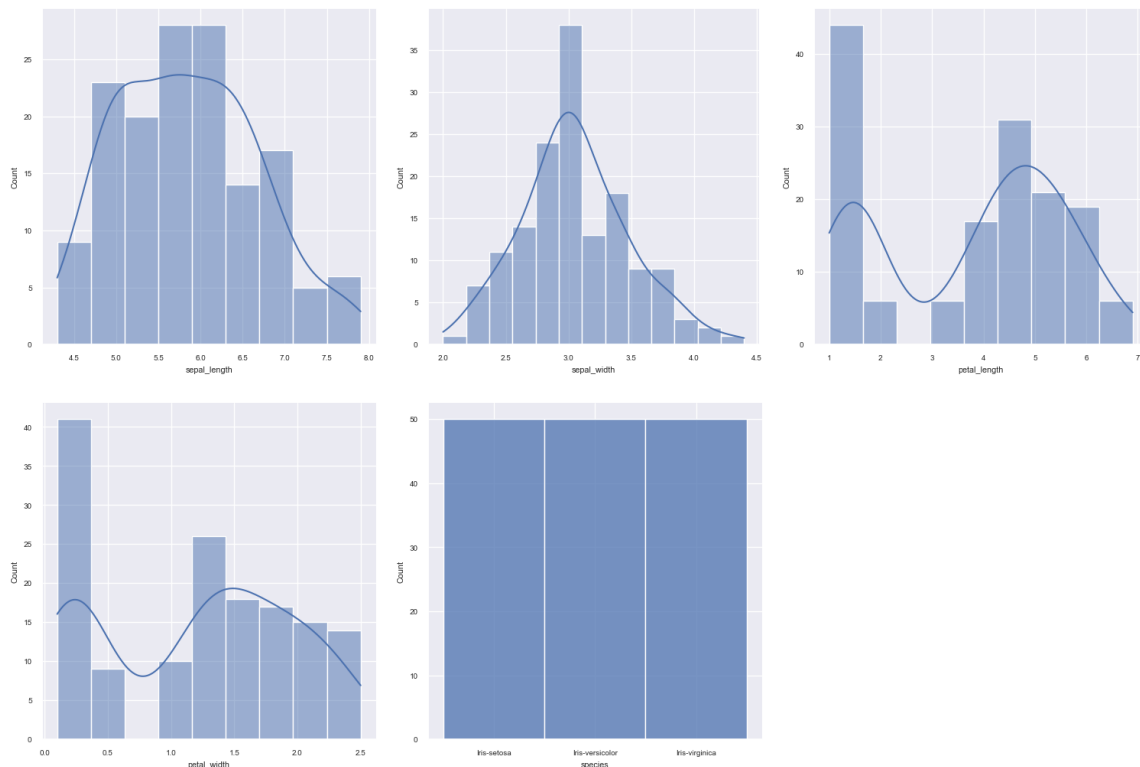 25
20
15
10
5
0
Count
4.5 5.0 5.5 6.0 6.5 7.0 7.5 8.0
sepal_length
35
30
25
20
15
10
5
0
Count
2.0 2.5 3.0 3.5 4.0 4.5
sepal_width
40
30
20
10
0
Count
1 2 3 4 5 6 7
petal_length
40
35
30
25
20
15
10
5
0
Count
0.0 0.5 1.0 1.5 2.0 2.5
petal_width
50
40
30
20
10
0
Count
Iris-setosa Iris-versicolor Iris-virginica
species